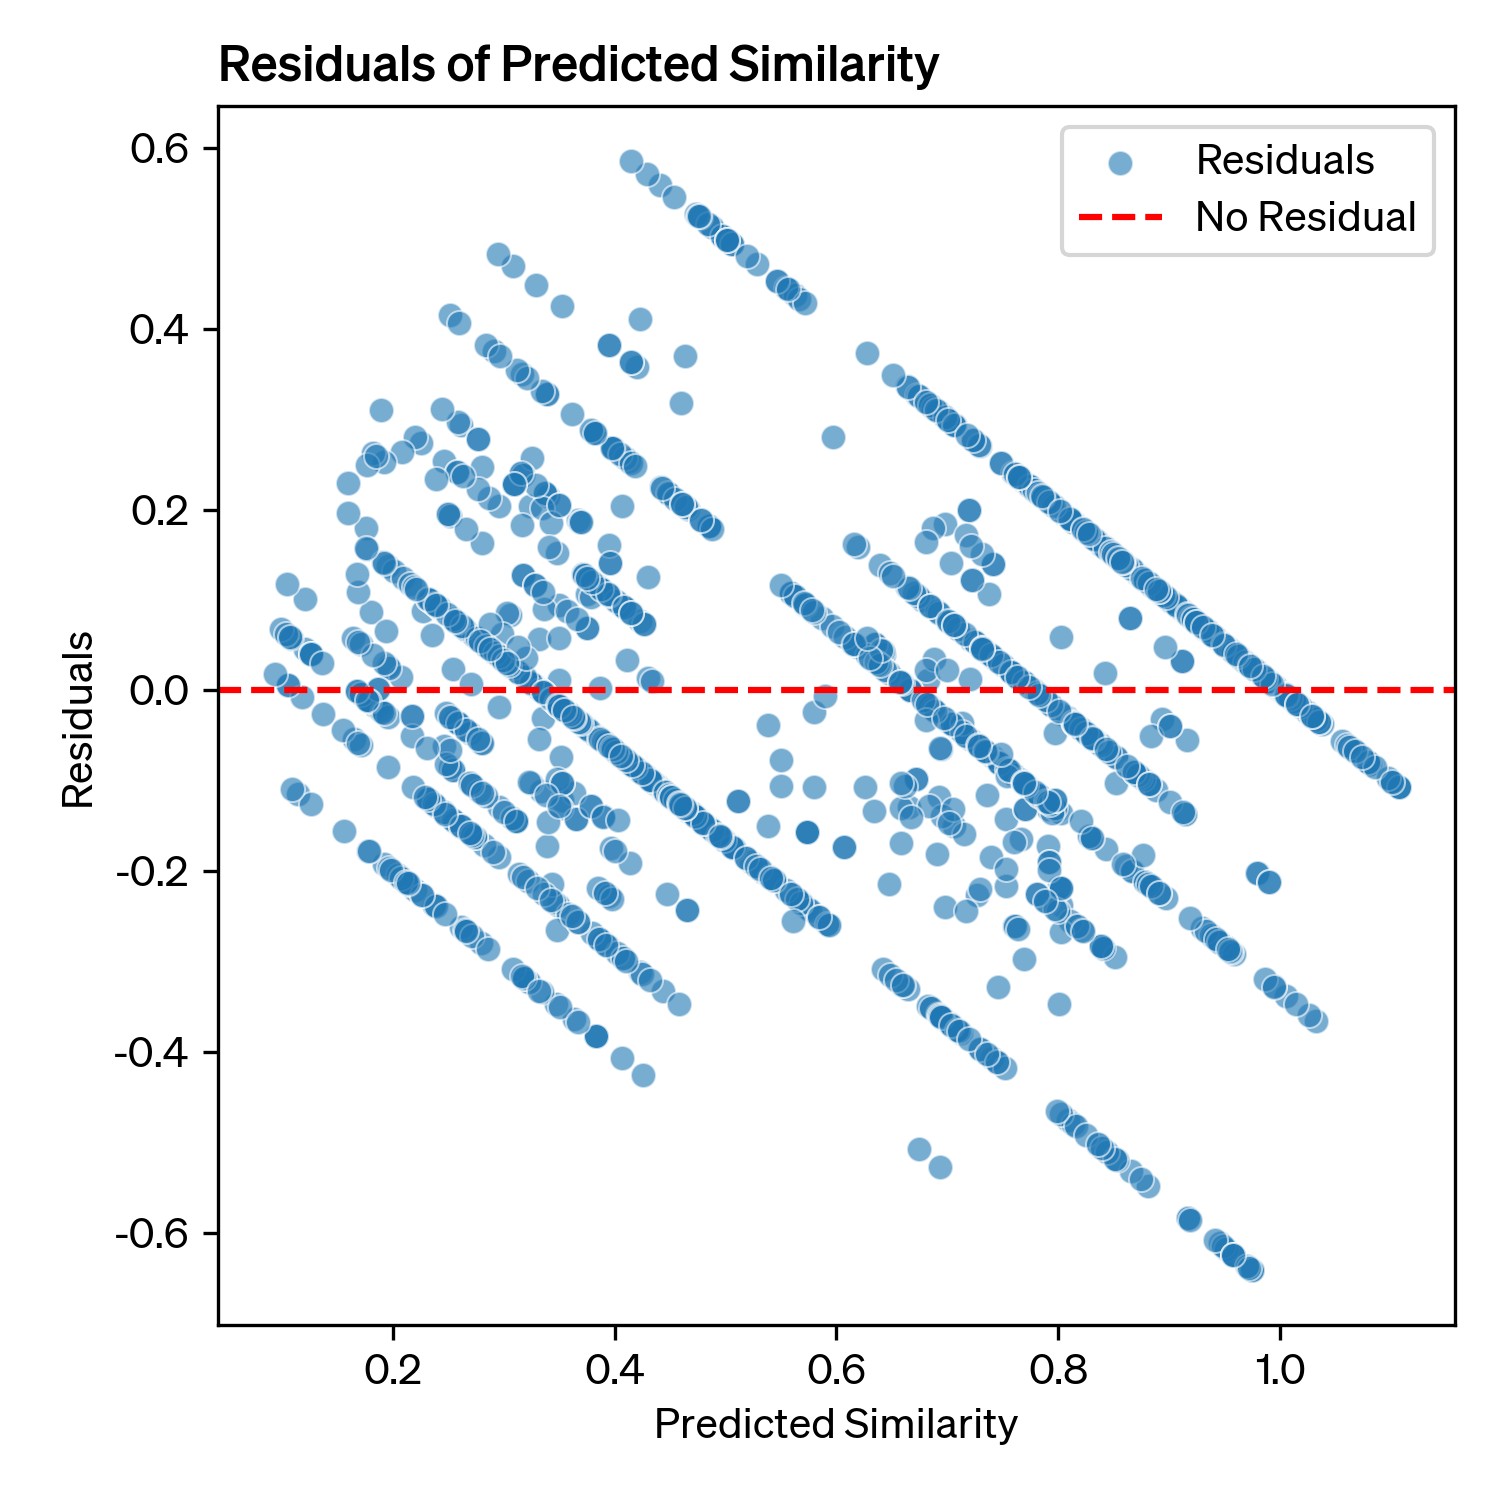 Residuals of Predicted Similarity
Residuals
No Residual
0.6
0.4
0.2
0.0
-0.2
-0.4
-0.6
Residuals
0.2 0.4 0.6 0.8 1.0
Predicted Similarity